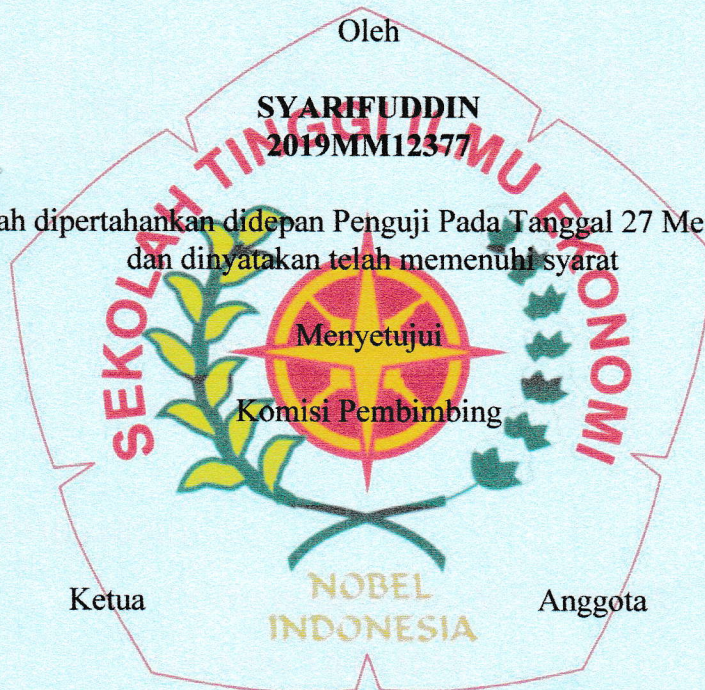 Oleh
SYARIFUDDIN
2019MM12377
ah dipertahankan didepan Penguji Pada Tanggal 27 Me
dan dinyatakan telah memenuhi syarat
Menyetujui
Komisi Pembimbing
Ketua Anggota
SEKOLAH TINGGI ILMU EKONOMI
NOBEL
INDONESIA